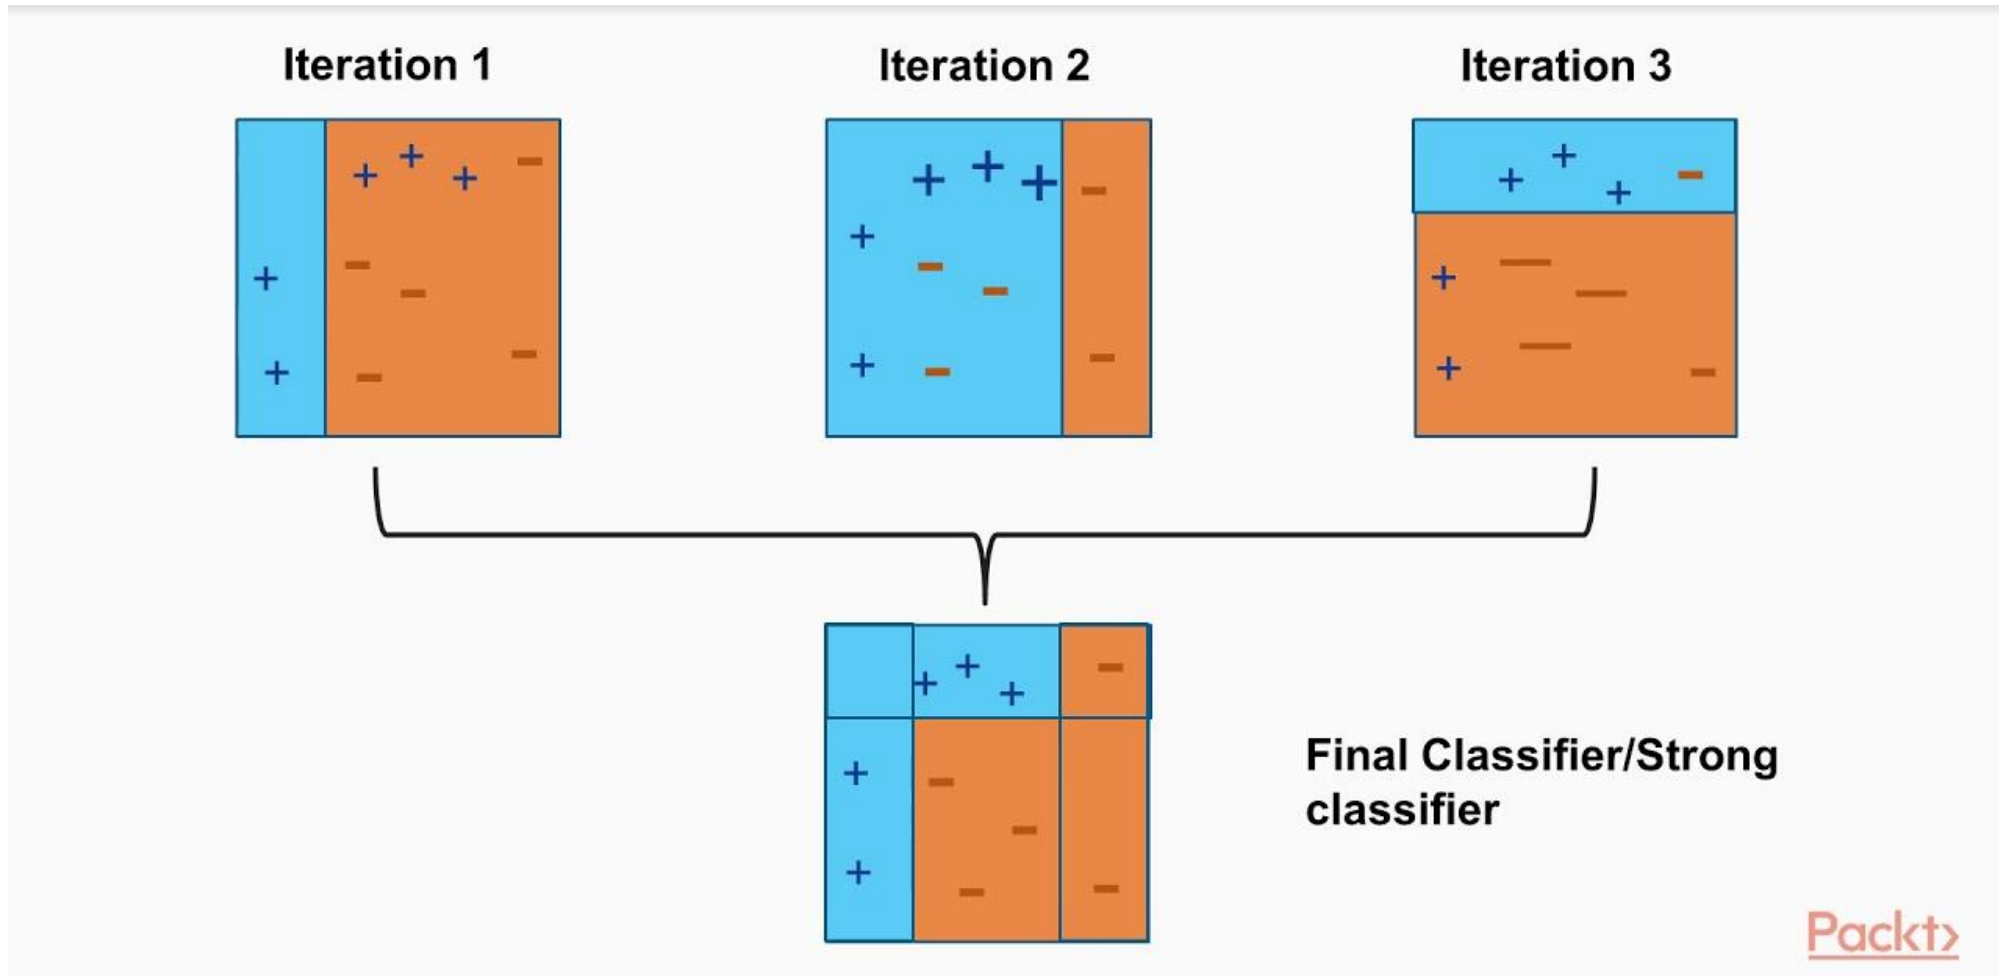 Iteration 1
Iteration 2
Iteration 3
Final Classifier/Strong
classifier
Packt>